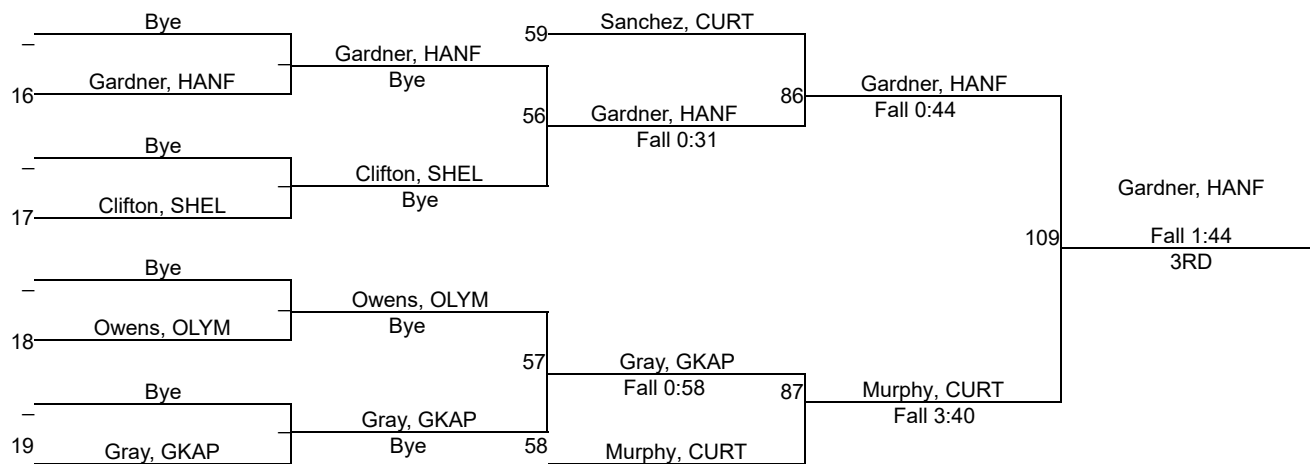 Bye
_
Gardner, HANF
16
_
Gardner, HANF
Bye
Bye
_
Clifton, SHEL
17
_
Clifton, SHEL
Bye
56
Gardner, HANF
Fall 0:31
59
Sanchez, CURT
86
Gardner, HANF
Fall 0:44
Bye
_
Owens, OLYM
18
_
Owens, OLYM
Bye
Bye
_
Gray, GKAP
19
_
Gray, GKAP
Bye
57
Gray, GKAP
Fall 0:58
58
Murphy, CURT
87
Murphy, CURT
Fall 3:40
109
Gardner, HANF
Fall 1:44
3RD